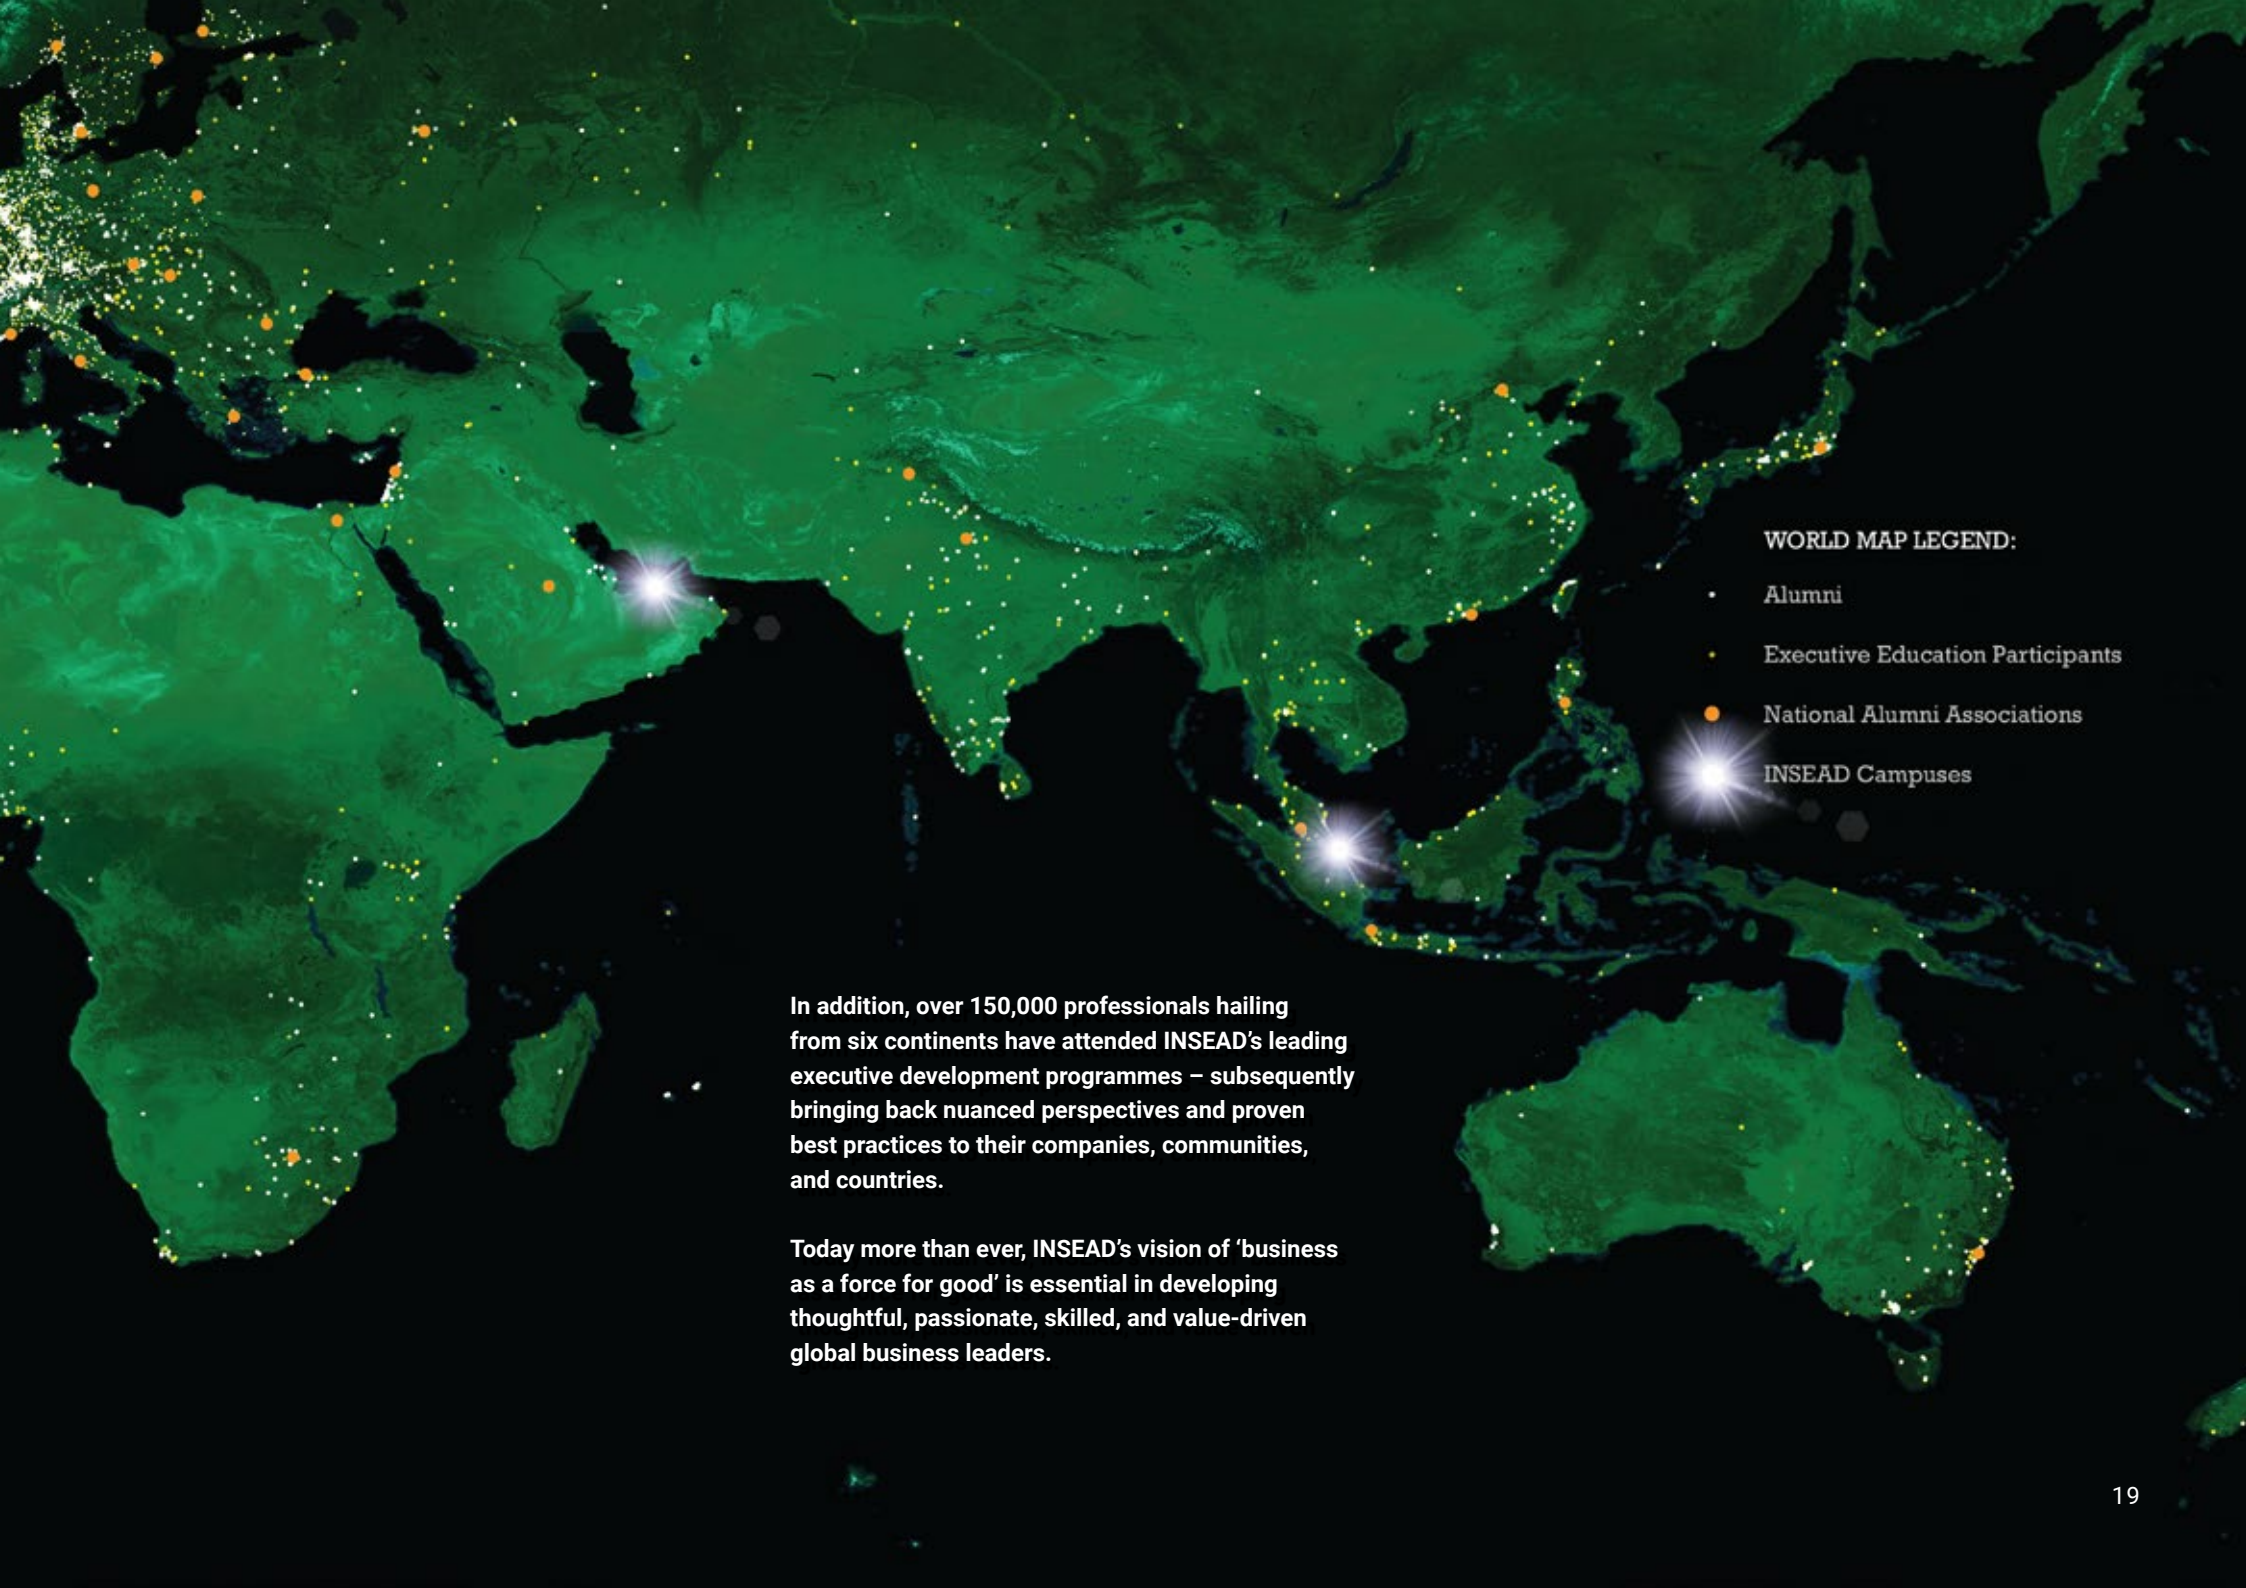 WORLD MAP LEGEND:
Alumni
Executive Education Participants
National Alumni Associations
INSEAD Campuses
In addition, over 150,000 professionals hailing
from six continents have attended INSEAD’s leading
executive development programmes – subsequently
bringing back nuanced perspectives and proven
best practices to their companies, communities,
and countries.
Today more than ever, INSEAD’s vision of ‘business
as a force for good’ is essential in developing
thoughtful, passionate, skilled, and value-driven
global business leaders.
19